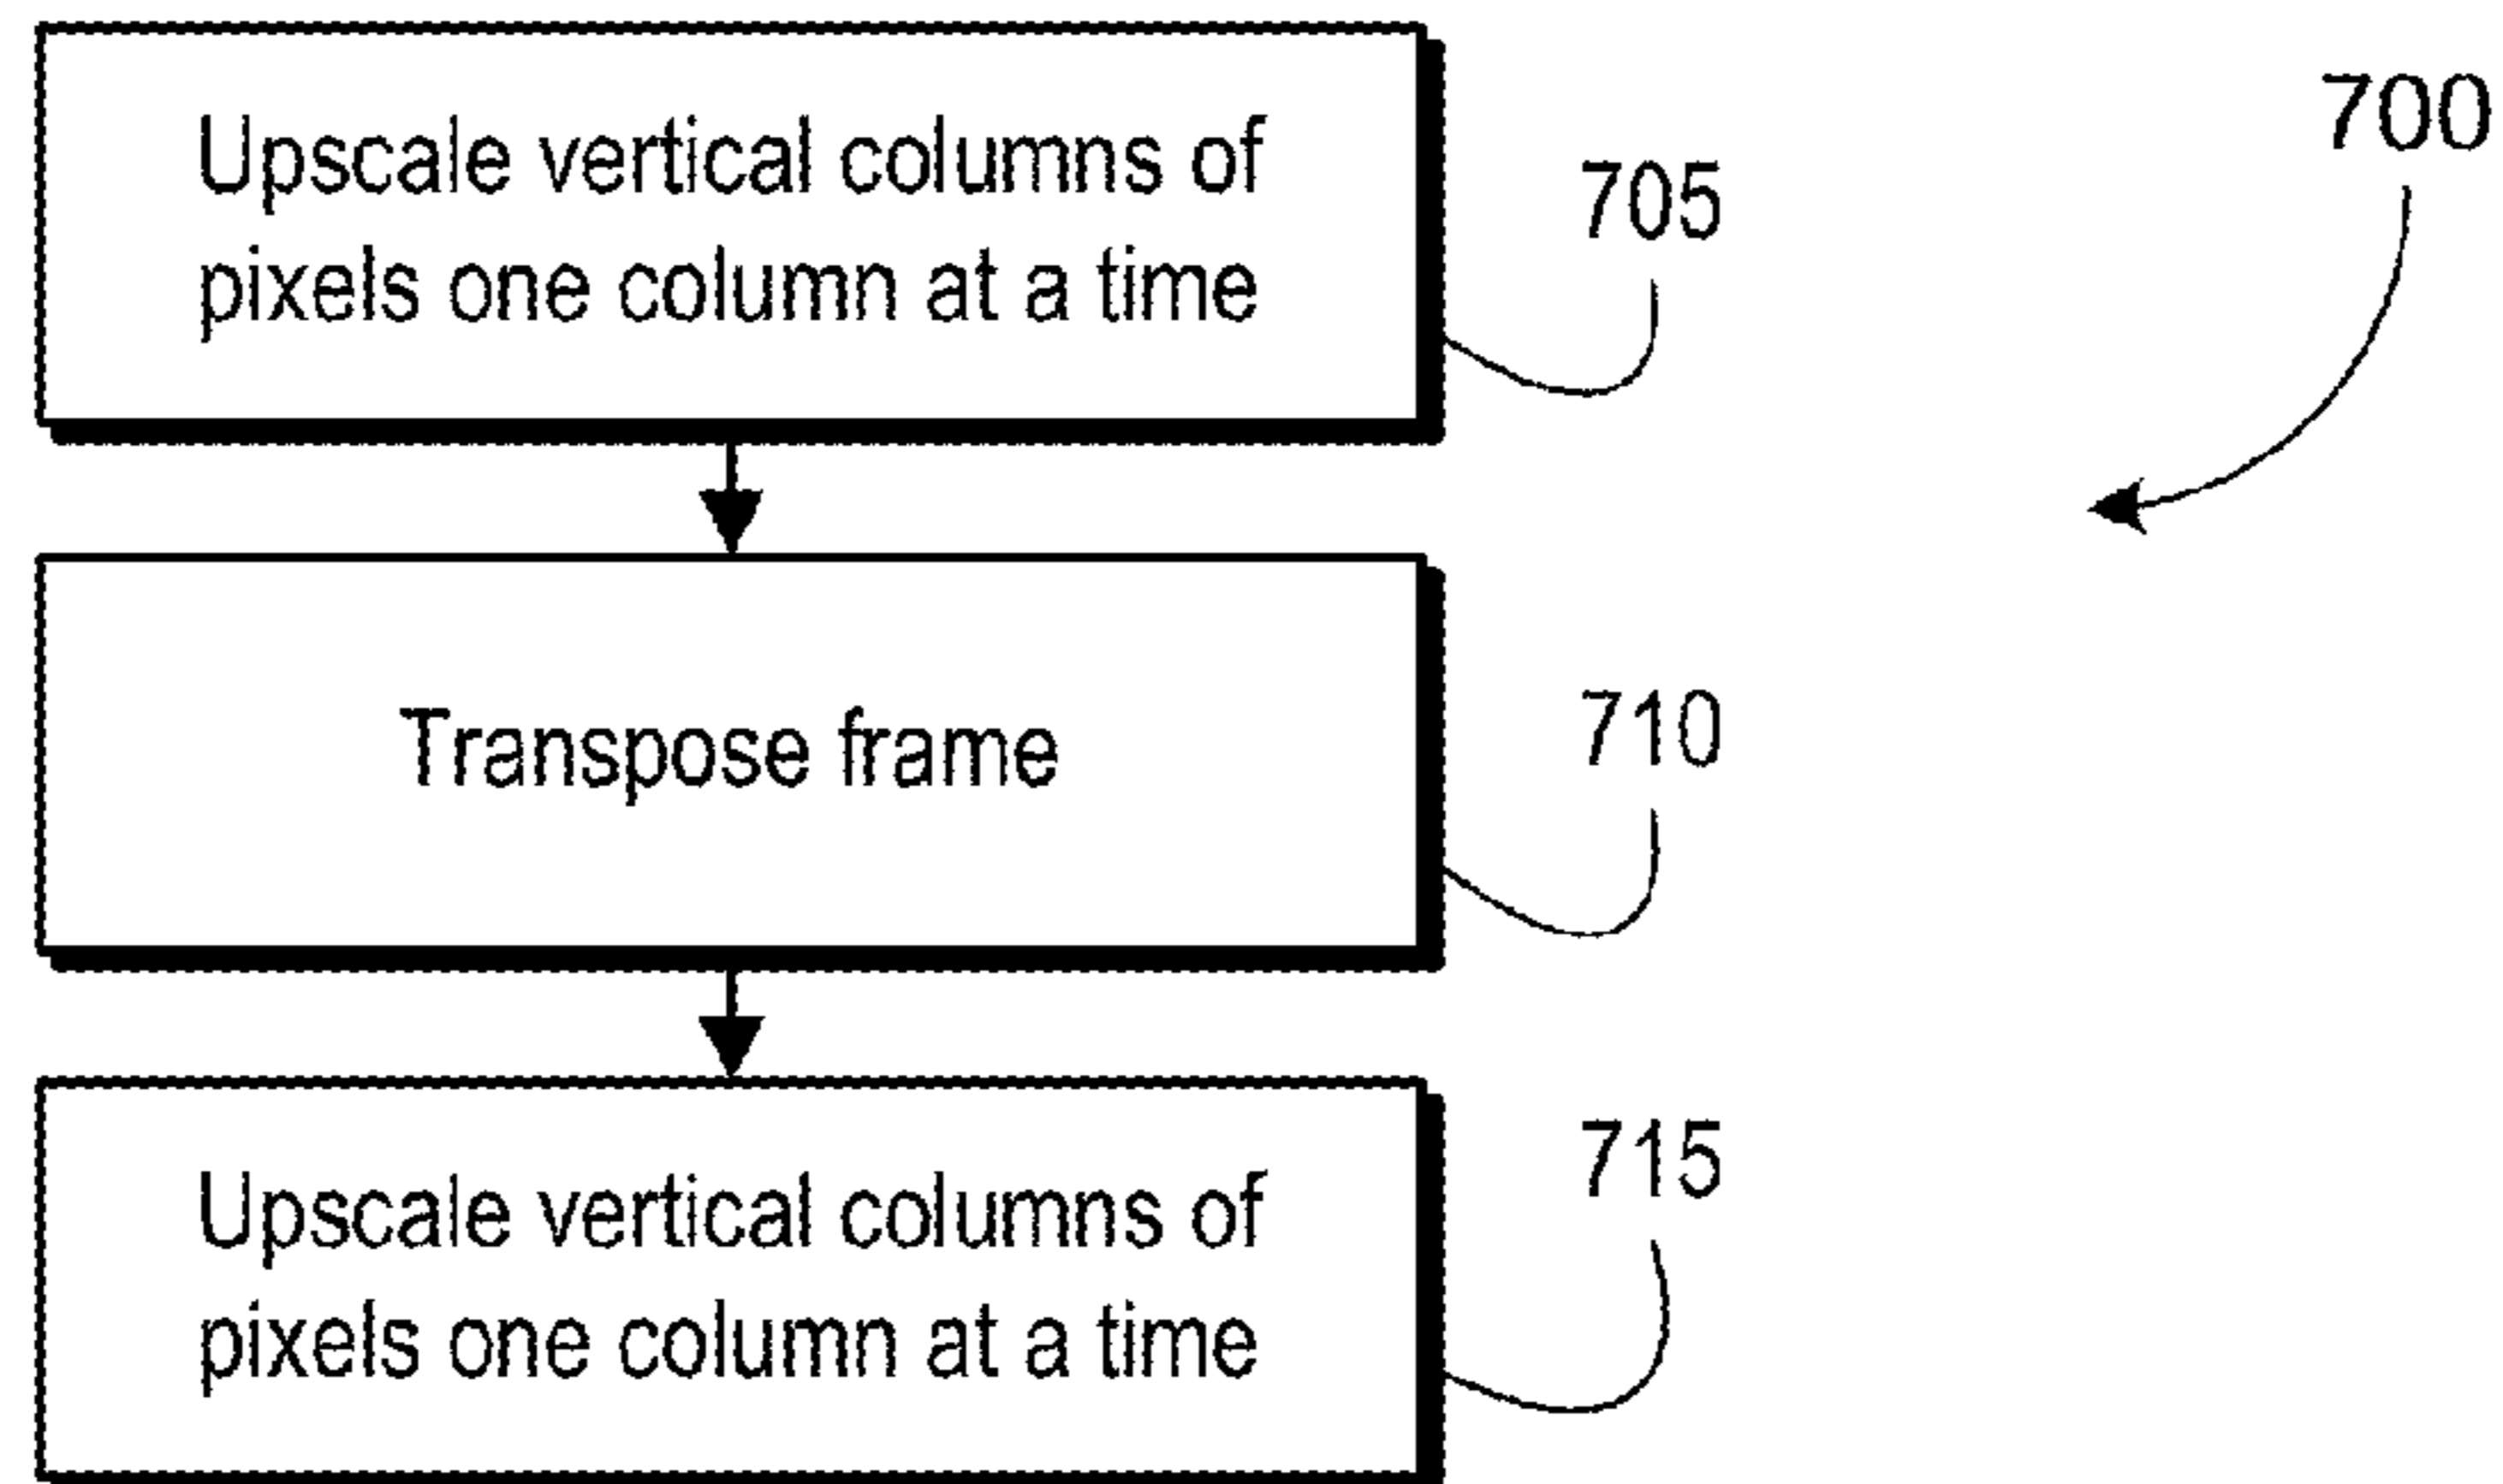 700
Upscale vertical columns of
pixels one column at a time
705
Transpose frame
710
Upscale vertical columns of
pixels one column at a time
715